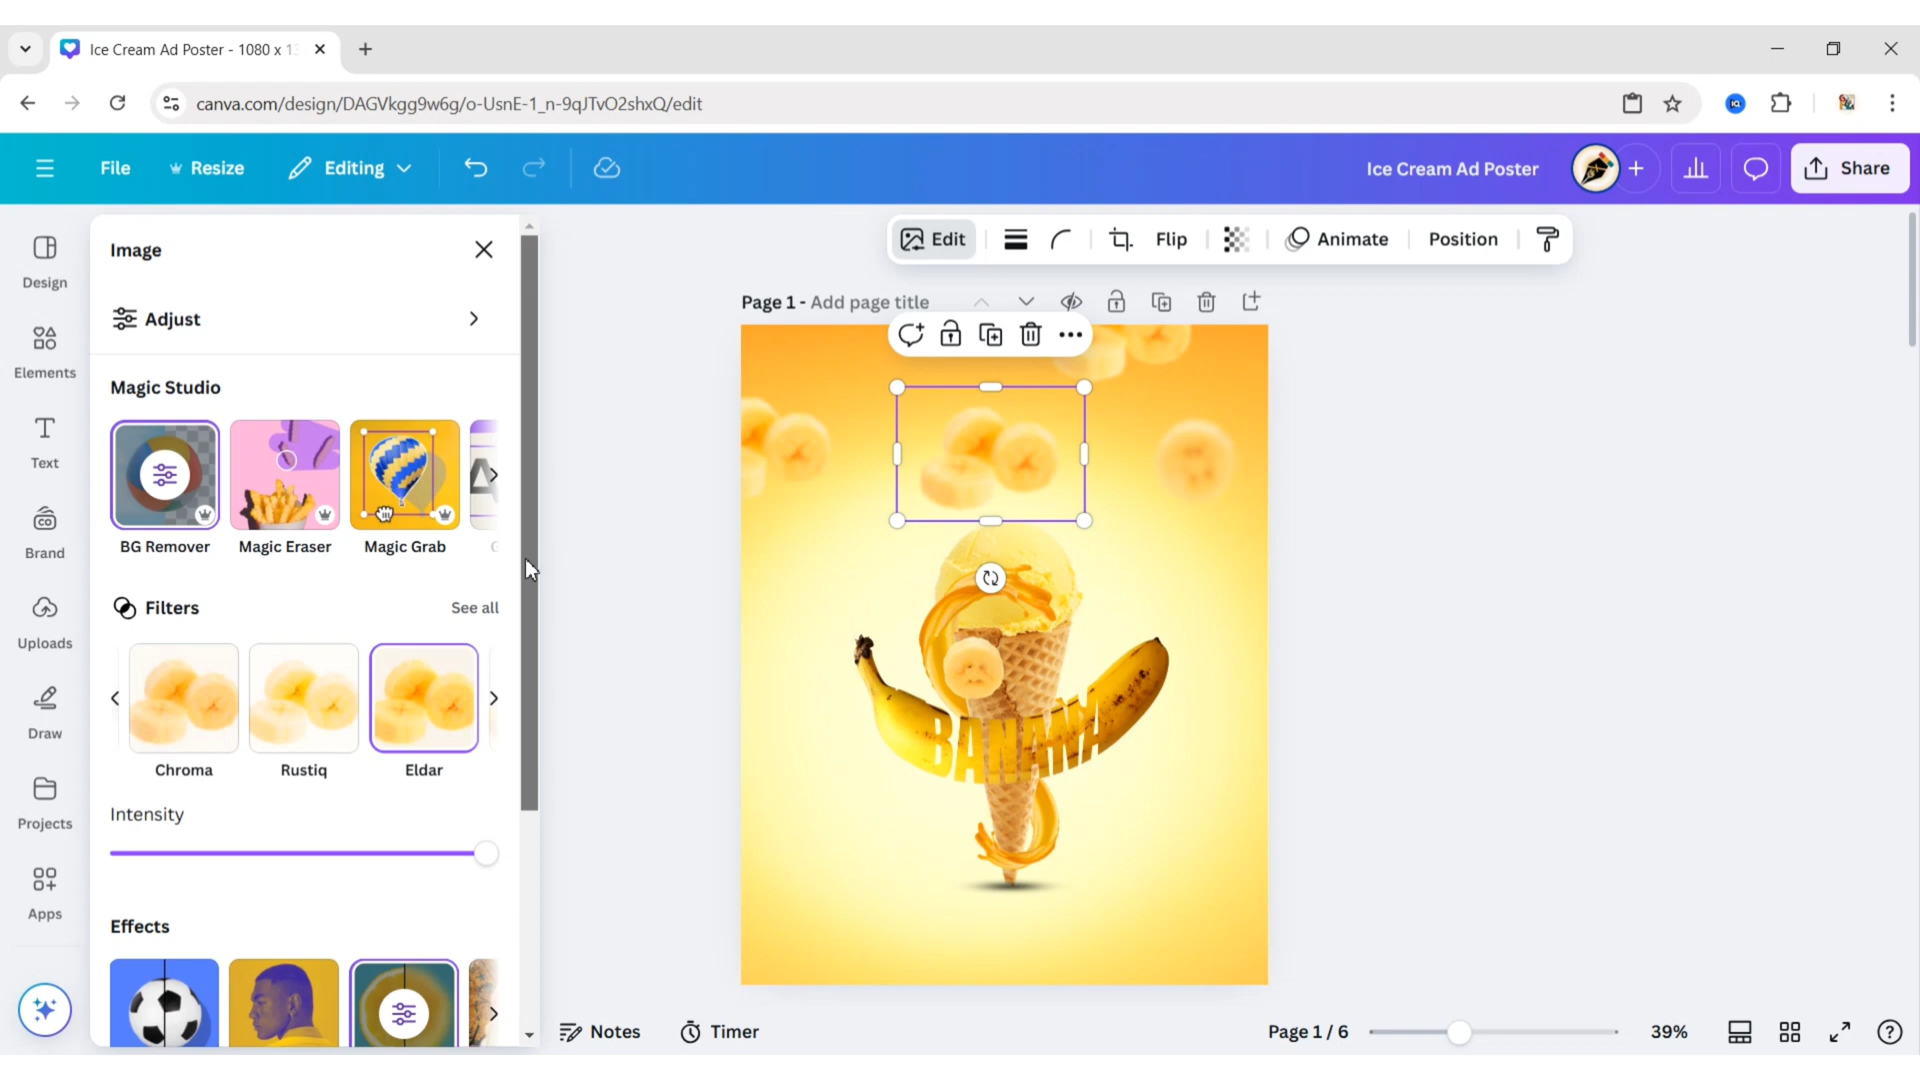 Ice Cream Ad Poster - 1080 x 13
canva.com/design/DAGVkgg9w6g/o-UsnE-1_n-9qJTvO2shxQ/edit
File
Resize
Editing
Ice Cream Ad Poster
Share
Design
Elements
Text
Brand
Uploads
Draw
Projects
Apps
Image
Adjust
Magic Studio
BG Remover
Magic Eraser
Magic Grab
Filters
See all
Chroma
Rustiq
Eldar
Intensity
Effects
Edit
Flip
Animate
Position
Page 1 - Add page title
BANANA
Notes
Timer
Page 1 / 6
39%